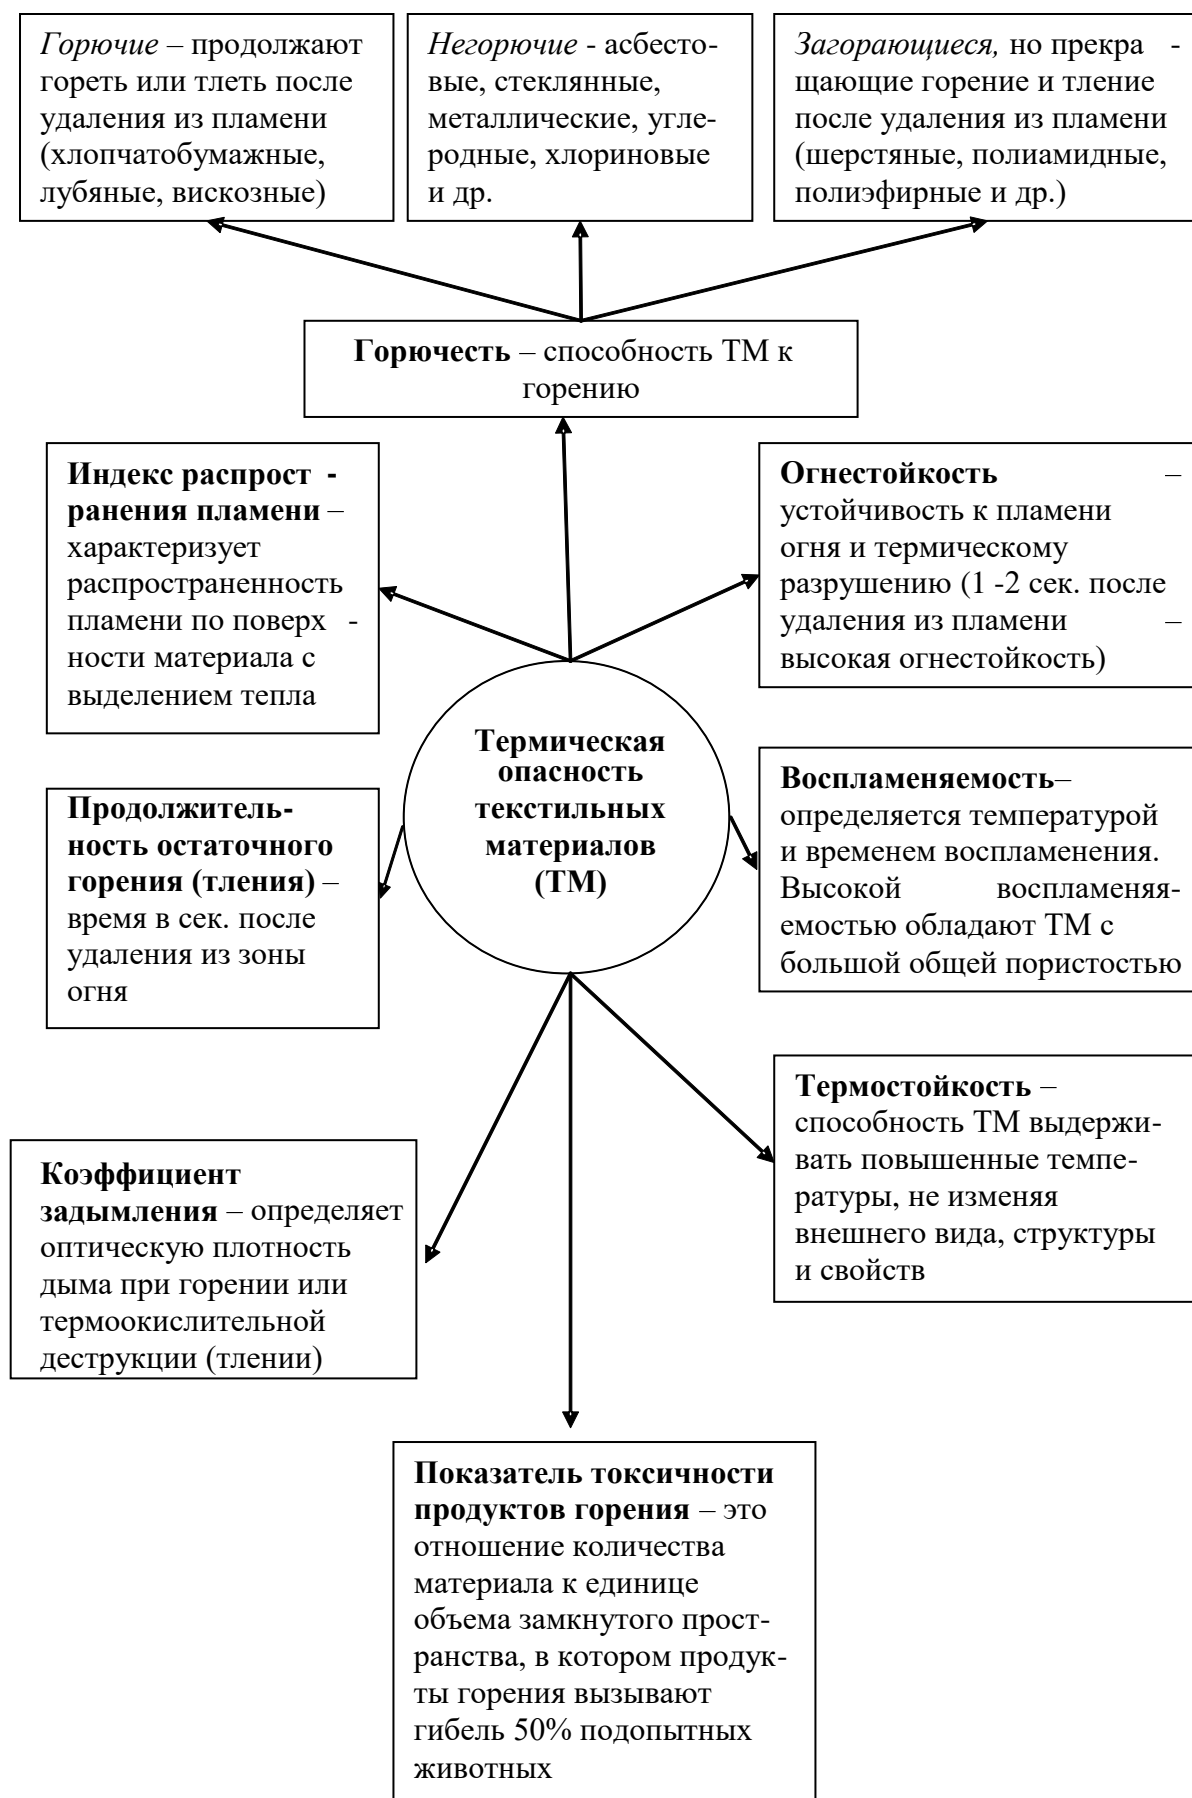 Горючие – продолжают
гореть или тлеть после
удаления из пламени
(хлопчатобумажные,
лубяные, вискозные)
Негорючие - асбесто-
вые, стеклянные,
металлические, угле-
родные, хлориновые
и др.
Загорающиеся, но прекра -
щающие горение и тление
после удаления из пламени
(шерстяные, полиамидные,
полиэфирные и др.)
Горючесть – способность ТМ к
горению
Индекс распрост -
ранения пламени –
характеризует
распространенность
пламени по поверх -
ности материала с
выделением тепла
Огнестойкость –
устойчивость к пламени
огня и термическому
разрушению (1 -2 сек. после
удаления из пламени –
высокая огнестойкость)
Термическая
опасность
текстильных
материалов
(ТМ)
Продолжитель-
ность остаточного
горения (тления) –
время в сек. после
удаления из зоны
огня
Воспламеняемость–
определяется температурой
и временем воспламенения.
Высокой воспламеняя-
емостью обладают ТМ с
большой общей пористостью
Термостойкость –
способность ТМ выдержи-
вать повышенные темпе-
ратуры, не изменяя
внешнего вида, структуры
и свойств
Коэффициент
задымления – определяет
оптическую плотность
дыма при горении или
термоокислительной
деструкции (тлении)
Показатель токсичности
продуктов горения – это
отношение количества
материала к единице
объема замкнутого прост-
ранства, в котором продук-
ты горения вызывают
гибель 50% подопытных
животных